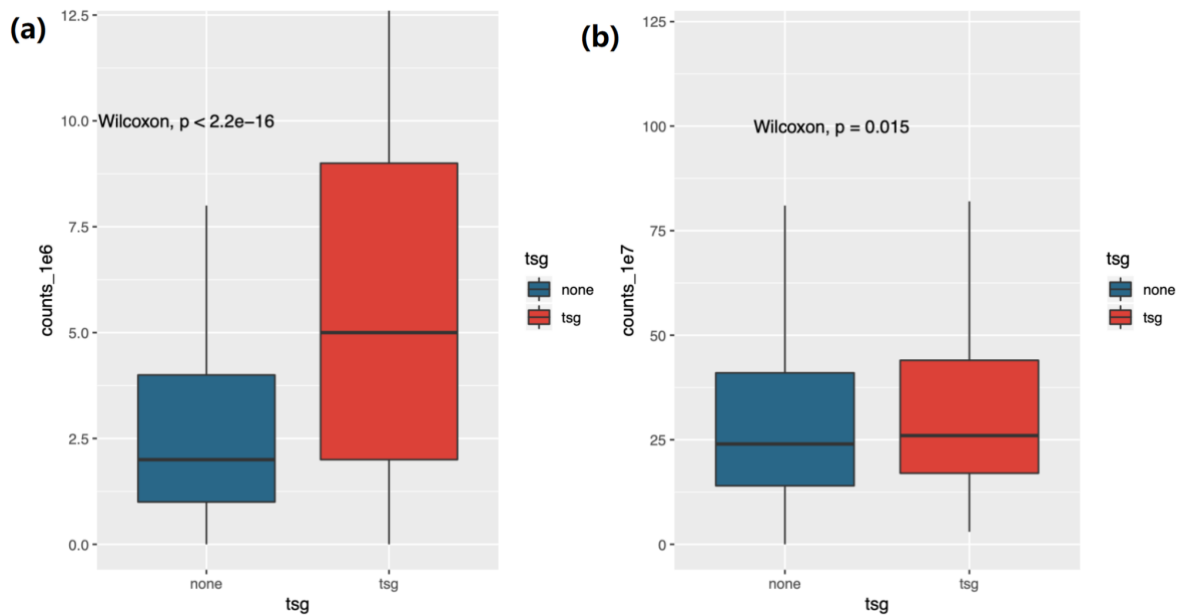 (a)
12.5
10.0
7.5
5.0
2.5
0.0
counts_1e6
Wilcoxon, p < 2.2e−16
none
tsg
tsg
tsg
none
tsg
(b)
125
100
75
50
25
0
counts_1e7
Wilcoxon, p = 0.015
none
tsg
tsg
tsg
none
tsg